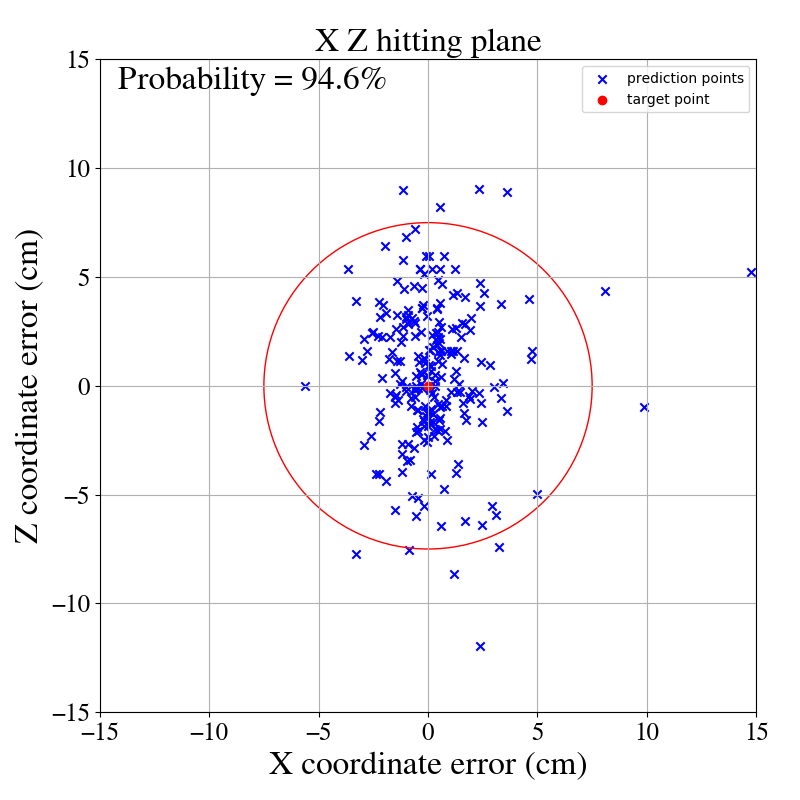 X Z hitting plane
Probability = 94.6%
prediction points
target point
15
10
5
0
−5
−10
−15
Z coordinate error (cm)
−15
−10
−5
0
5
10
15
X coordinate error (cm)